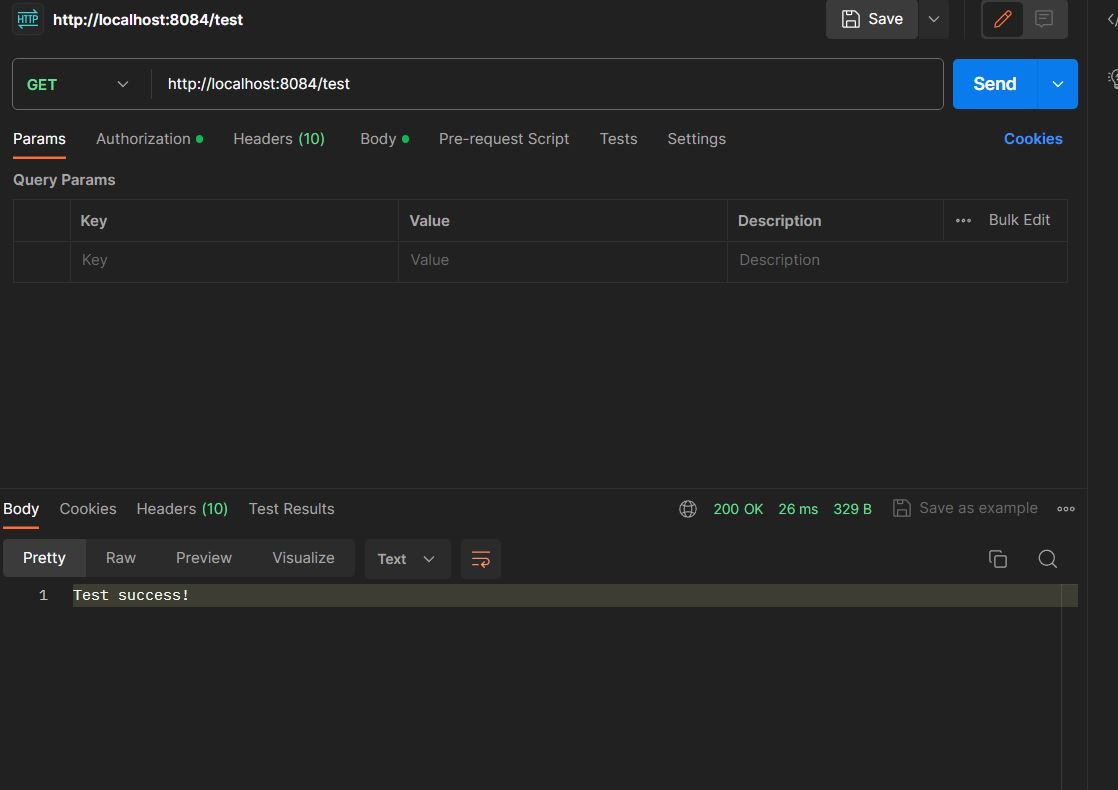 HTTP http://localhost:8084/test Save
GET http://localhost:8084/test Send
Params Authorization Headers (10) Body Pre-request Script Tests Settings Cookies
Query Params
Key Value Description Bulk Edit
Key Value Description
Body Cookies Headers (10) Test Results 200 OK 26 ms 329 B Save as example
Pretty Raw Preview Visualize Text
1 Test success!